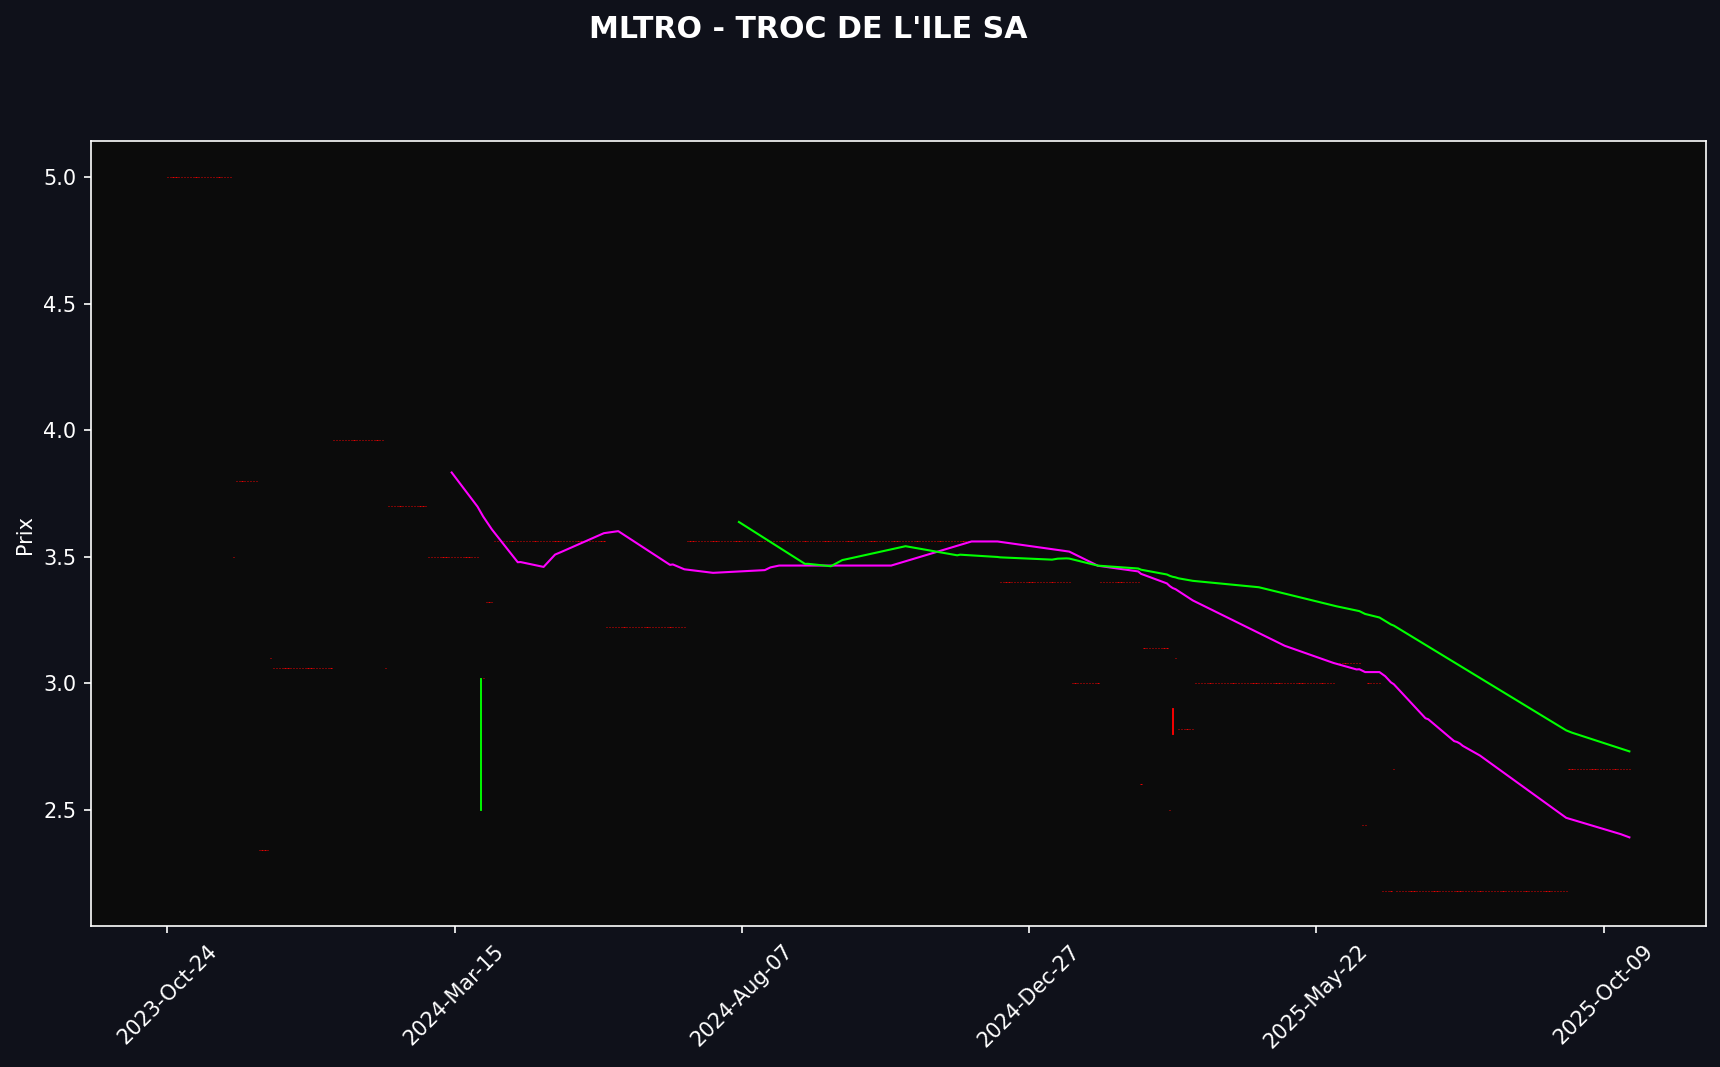 MLTRO - TROC DE L'ILE SA
Prix
5.0
4.5
4.0
3.5
3.0
2.5
2023-Oct-24
2024-Mar-15
2024-Aug-07
2024-Dec-27
2025-May-22
2025-Oct-09